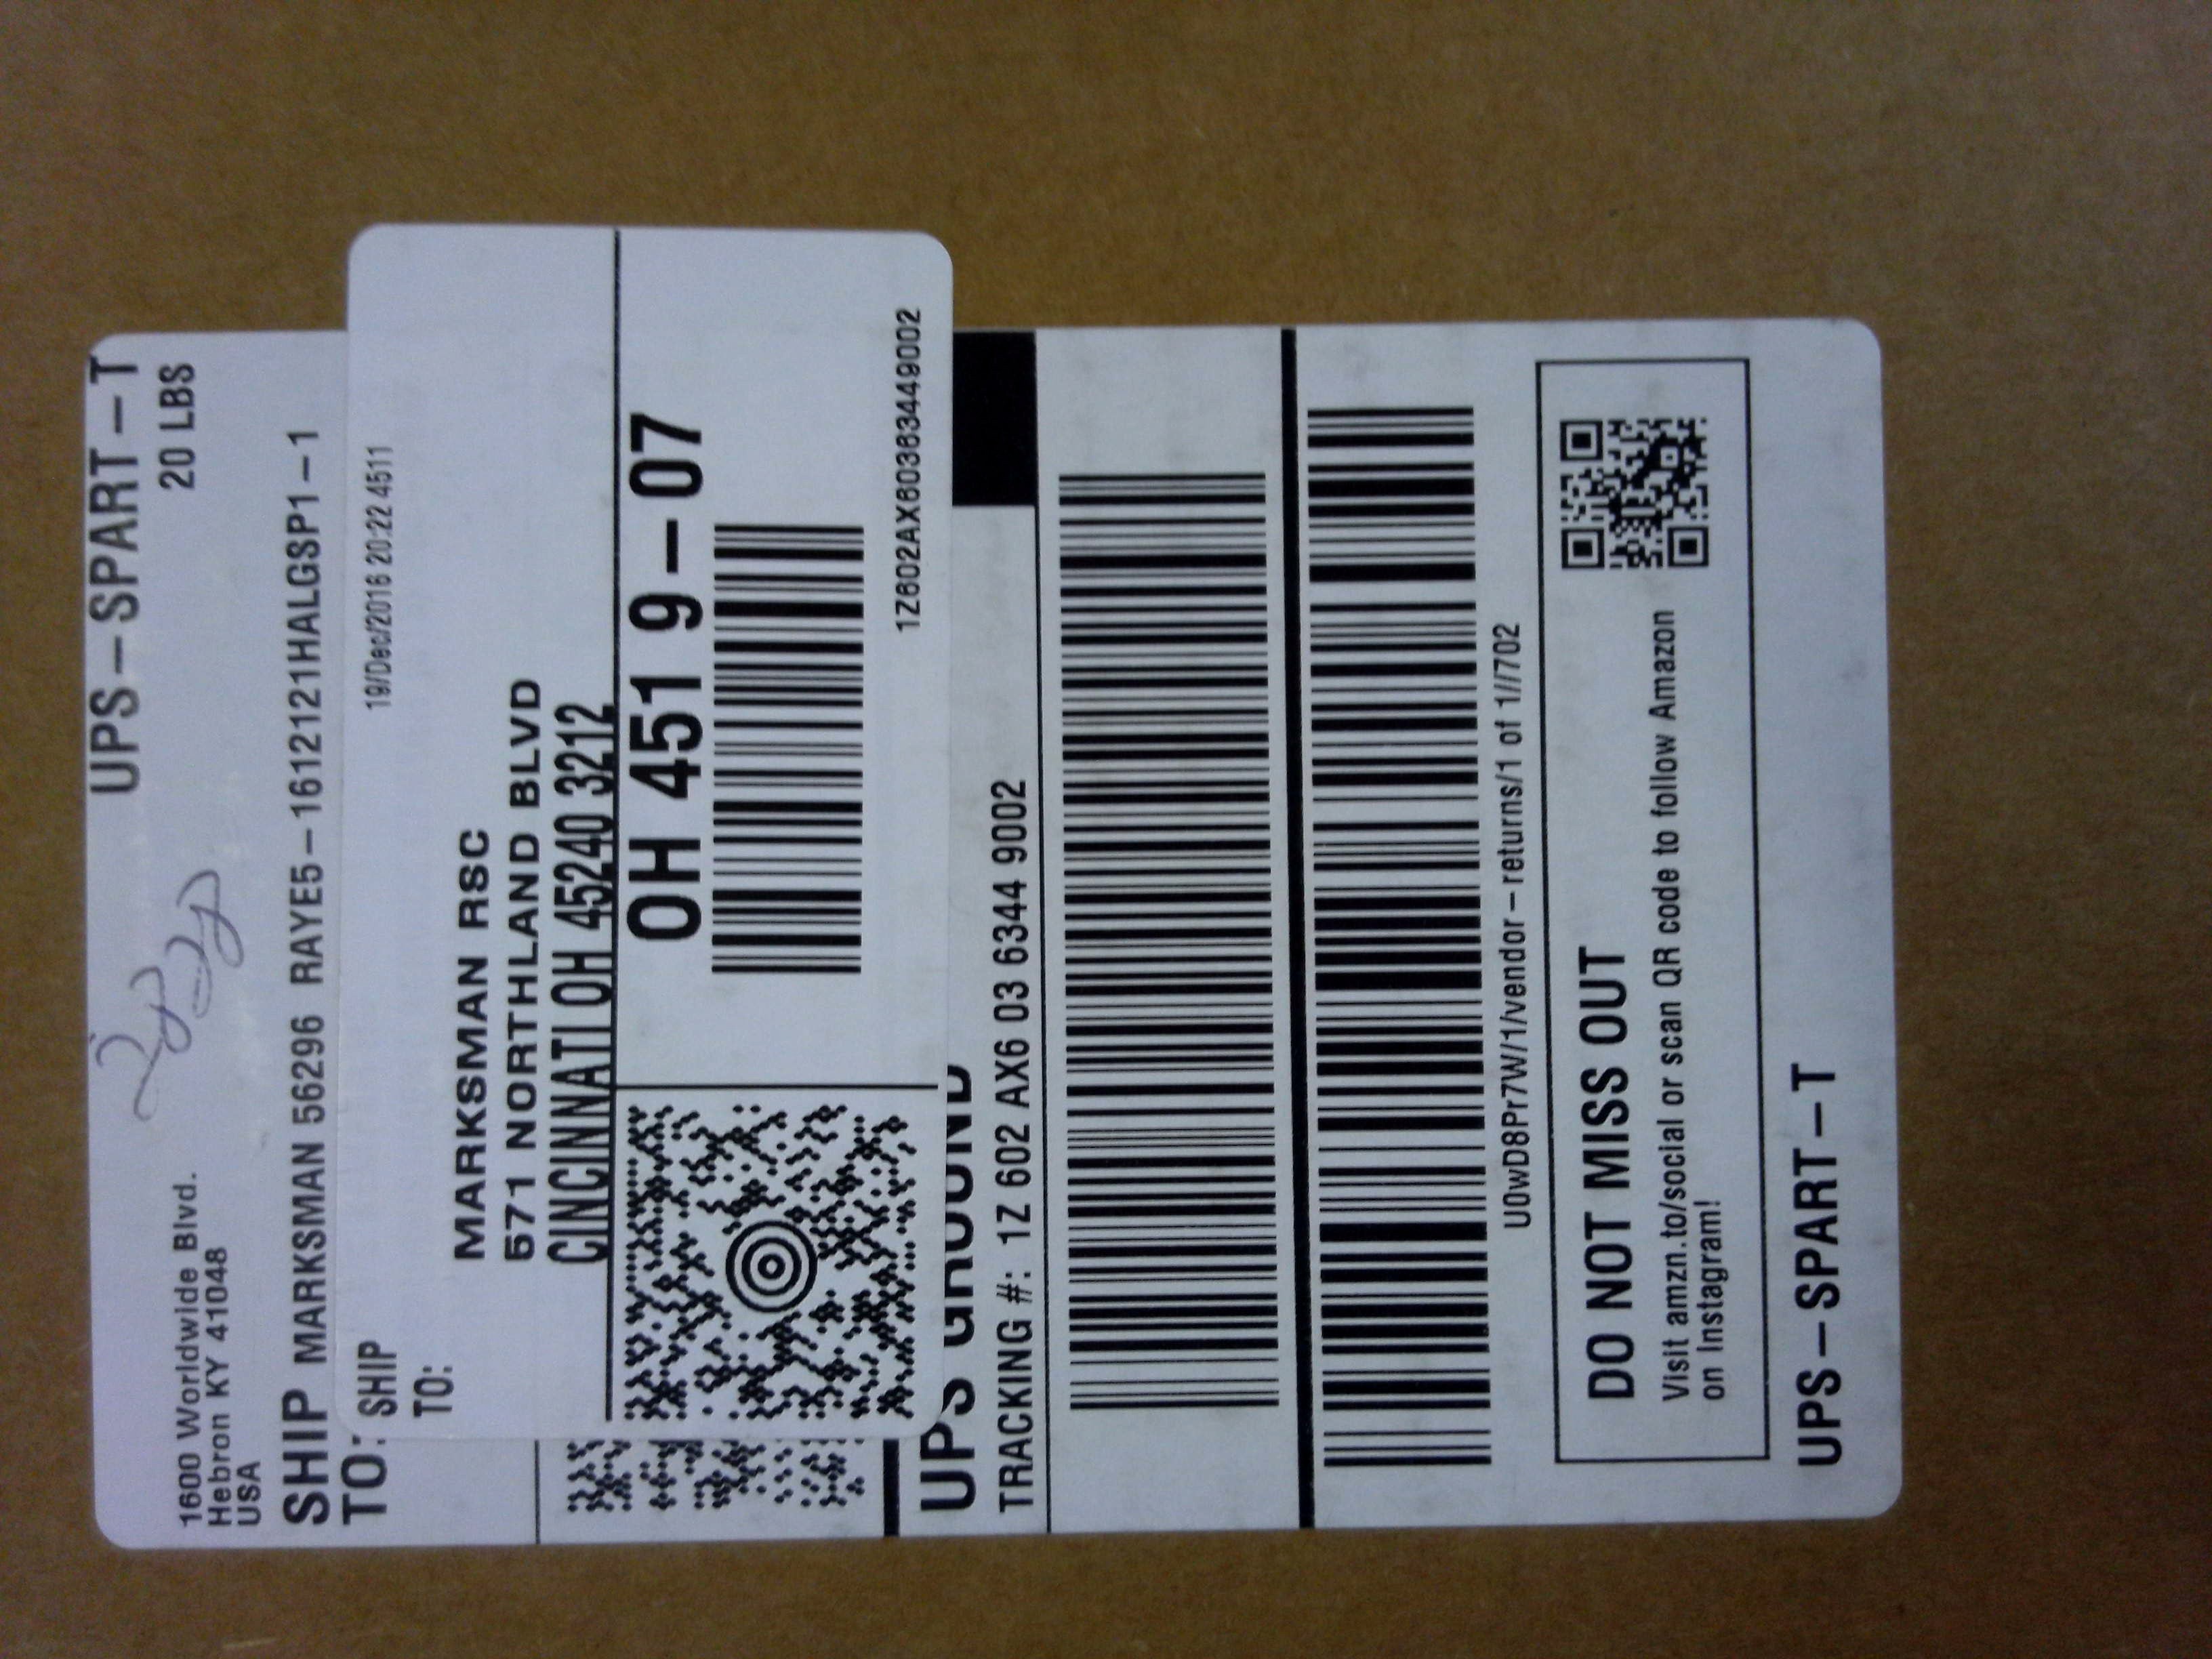 UPS-SPART-T
20 LBS
1600 Worldwide Blvd.
Hebron KY 41048
USA
SHIP MARKSMAN 56296 RAYE5-1612121HALGSP1-1
TO:
SHIP
TO:
19/Dec/2016 20:22 4511
MARKSMAN RSC
571 NORTHLAND BLVD
CINCINNATI OH 45240 3212
OH 451 9-07
1Z602AX60363449002
UPS GROUND
TRACKING #: 1Z 602 AX6 03 6344 9002
U0wD8Pr7W/1/vendor-returns/1 of 1//702
DO NOT MISS OUT
Visit amzn.to/social or scan QR code to follow Amazon
on Instagram!
UPS-SPART-T